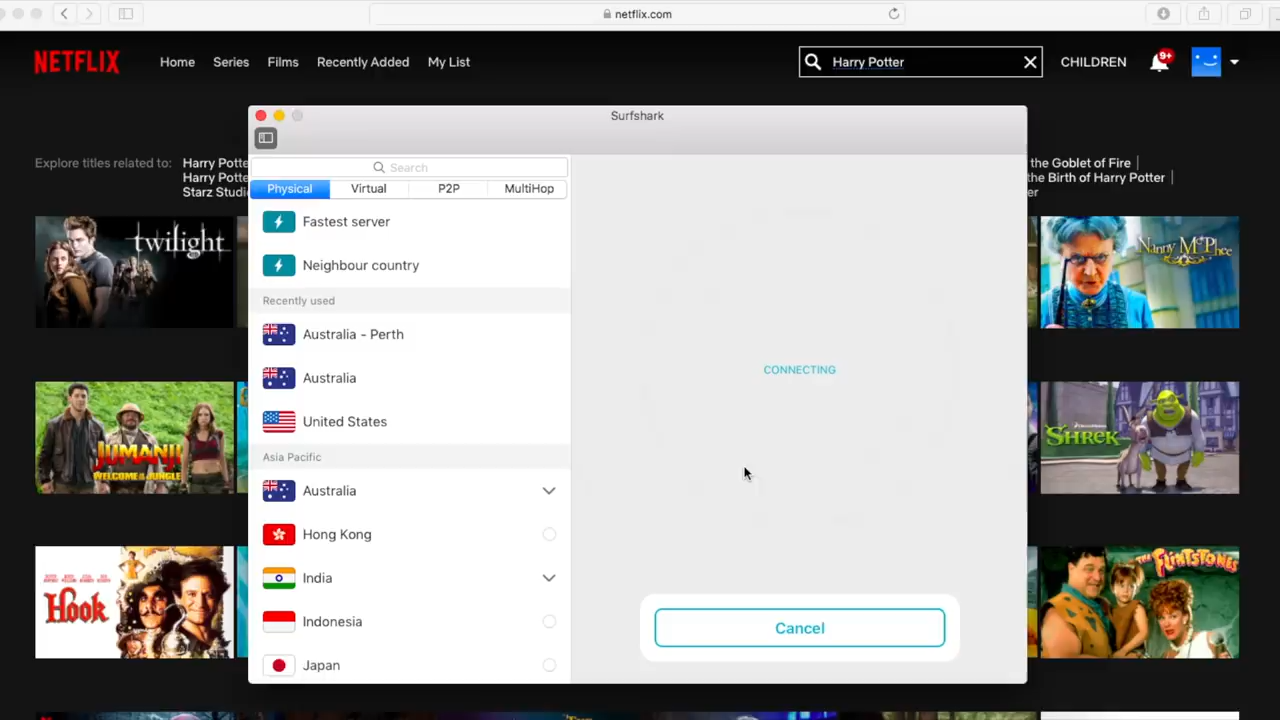 netflix.com
NETFLIX
Home
Series
Films
Recently Added
My List
Harry Potter
CHILDREN
9+
Surfshark
Explore titles related to:
Harry
the Goblet of Fire
Harry
the Birth of Harry Potter
Starz
Search
Physical
Virtual
P2P
MultiHop
Fastest server
Neighbour country
Recently used
Australia - Perth
Australia
United States
Asia Pacific
Australia
Hong Kong
India
Indonesia
Japan
CONNECTING
Cancel
twilight
NANNY McPHEE
JUMANJI
WELCOME TO THE JUNGLE
SHREK
HOOK
The FLINTSTONES